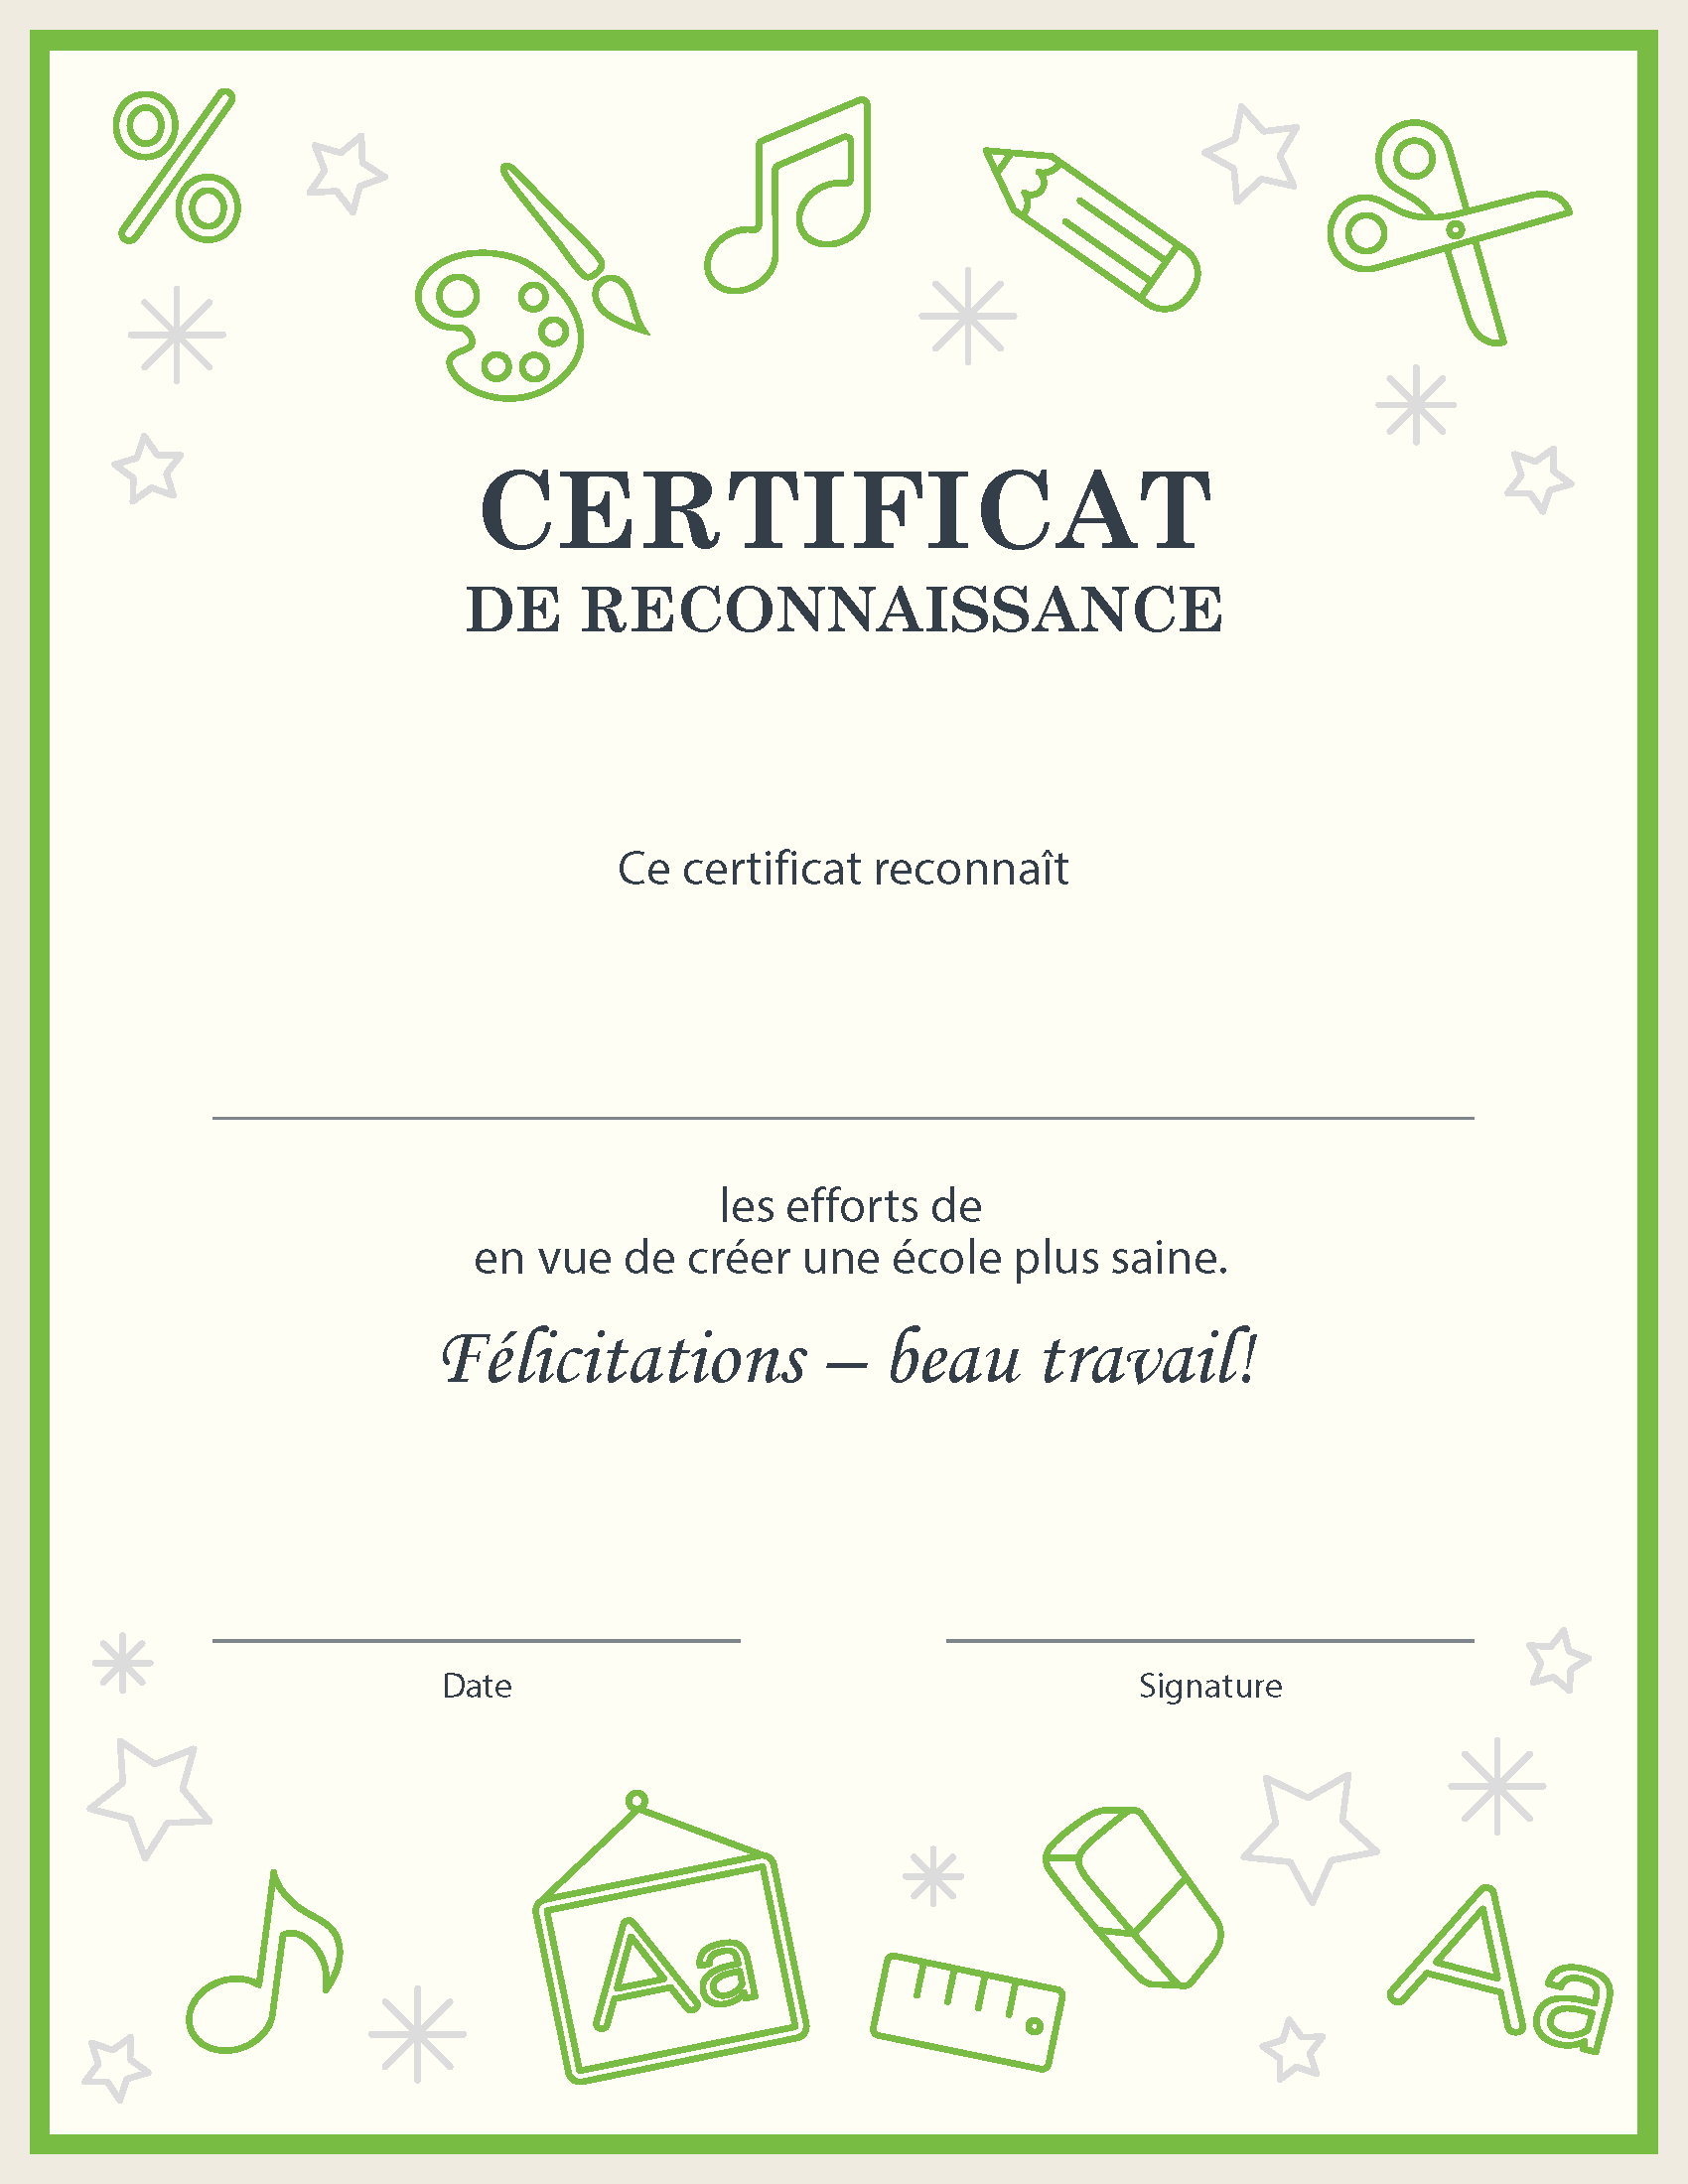 %
CERTIFICAT
DE RECONNAISSANCE
Ce certificat reconnaît
les efforts de
en vue de créer une école plus saine.
Félicitations – beau travail!
Date
Signature
Aa
Aa